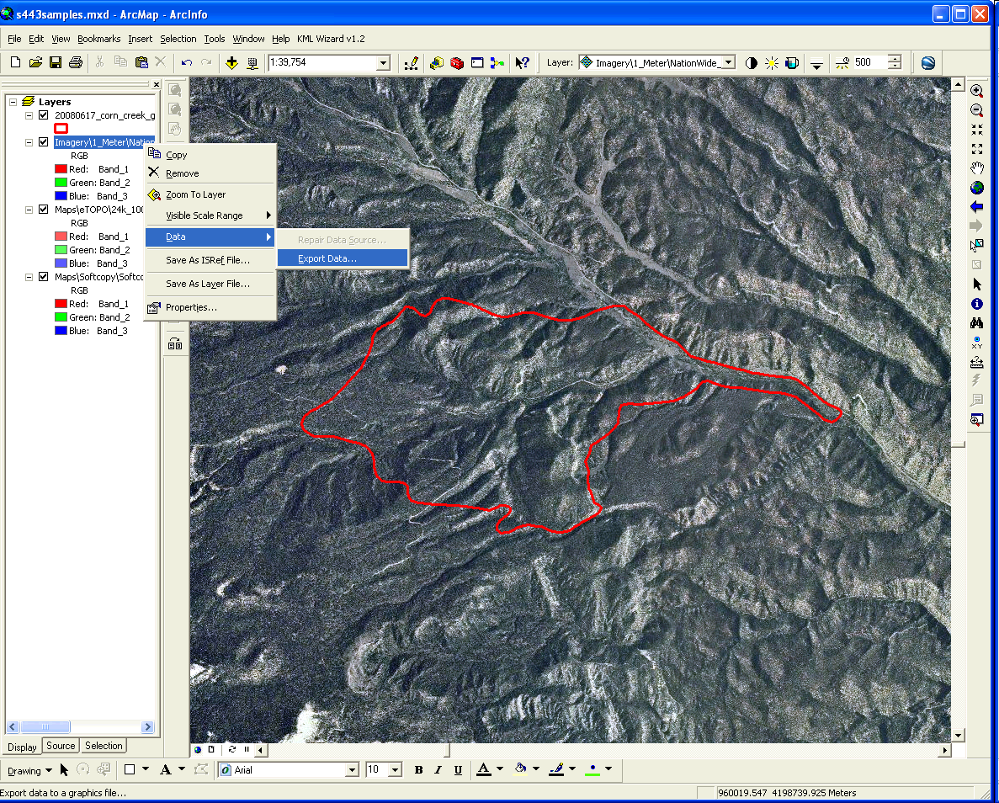 s443samples.mxd - ArcMap - ArcInfo
File Edit View Bookmarks Insert Selection Tools Window Help KML Wizard v1.2
1:39,754
Layer: Imagery\1_Meter\NationWide_
500
Layers
20080617_corn_creek_g
Imagery\1_Meter\Nation
RGB
Red: Band_1
Green: Band_2
Blue: Band_3
Maps\eTOPO\24k_100
RGB
Red: Band_1
Green: Band_2
Blue: Band_3
Maps\Softcopy\Softco
RGB
Red: Band_1
Green: Band_2
Blue: Band_3
Copy
Remove
Zoom To Layer
Visible Scale Range
Data
Save As ISRef File...
Save As Layer File...
Properties...
Repair Data Source...
Export Data...
XY
Display Source Selection
Drawing
A
Arial
10
B I U A
Export data to a graphics file...
960019.547 4198739.925 Meters